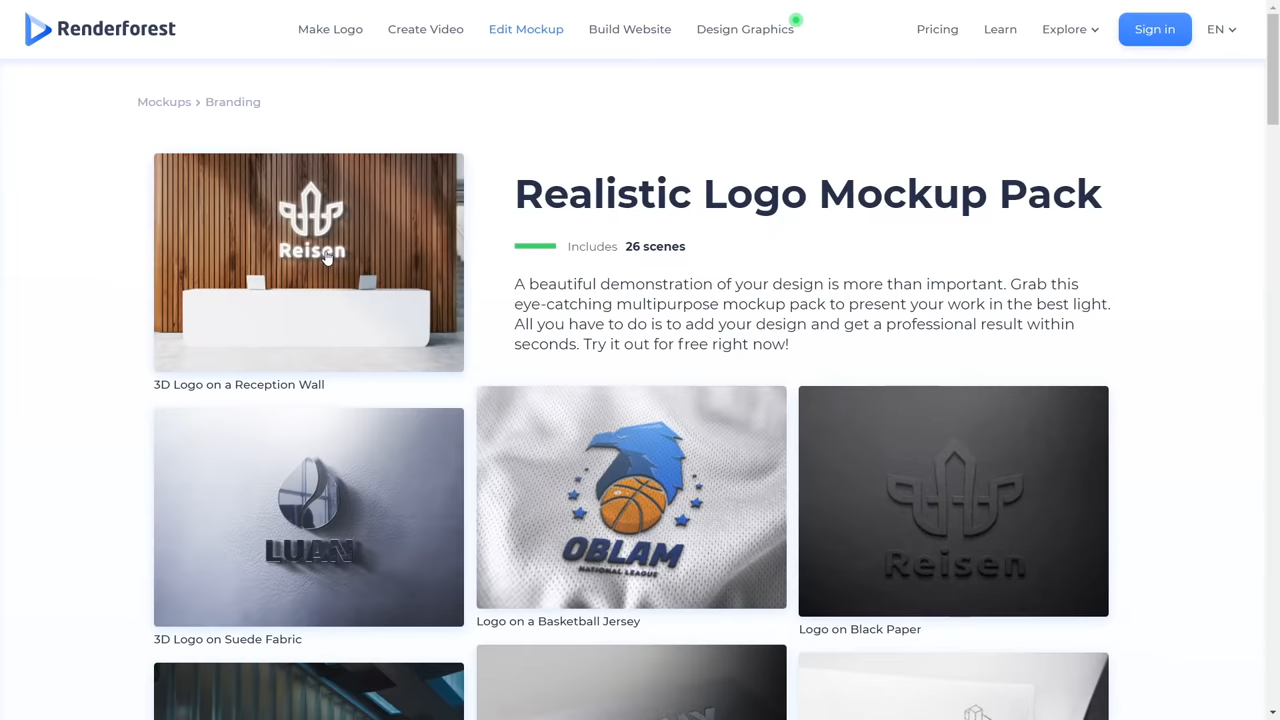 Renderforest
Make Logo
Create Video
Edit Mockup
Build Website
Design Graphics
Pricing
Learn
Explore
Sign in
EN
Mockups > Branding
Reisen
3D Logo on a Reception Wall
Realistic Logo Mockup Pack
Includes 26 scenes
A beautiful demonstration of your design is more than important. Grab this
eye-catching multipurpose mockup pack to present your work in the best light.
All you have to do is to add your design and get a professional result within
seconds. Try it out for free right now!
LUAN
3D Logo on Suede Fabric
OBLAM
NATIONAL LEAGUE
Logo on a Basketball Jersey
Reisen
Logo on Black Paper